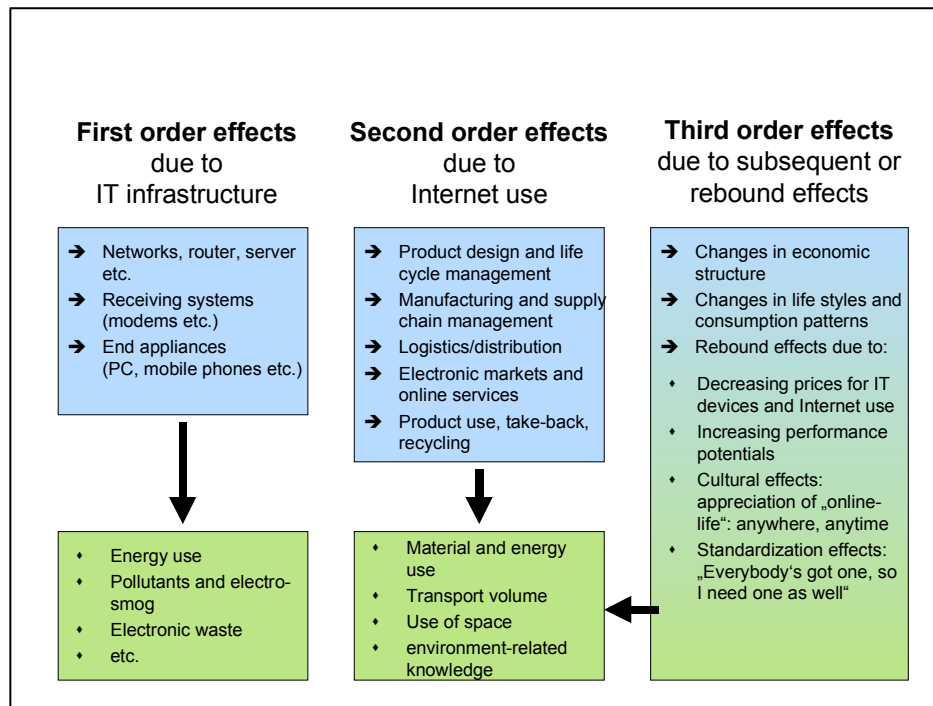 First order effects
due to
IT infrastructure
➔ Networks, router, server
etc.
➔ Receiving systems
(modems etc.)
➔ End appliances
(PC, mobile phones etc.)
♦ Energy use
♦ Pollutants and electro-
smog
♦ Electronic waste
♦ etc.
Second order effects
due to
Internet use
➔ Product design and life
cycle management
➔ Manufacturing and supply
chain management
➔ Logistics/distribution
➔ Electronic markets and
online services
➔ Product use, take-back,
recycling
♦ Material and energy
use
♦ Transport volume
♦ Use of space
♦ environment-related
knowledge
Third order effects
due to subsequent or
rebound effects
➔ Changes in economic
structure
➔ Changes in life styles and
consumption patterns
➔ Rebound effects due to:
♦ Decreasing prices for IT
devices and Internet use
♦ Increasing performance
potentials
♦ Cultural effects:
appreciation of „online-
life“: anywhere, anytime
♦ Standardization effects:
„Everybody‘s got one, so
I need one as well“